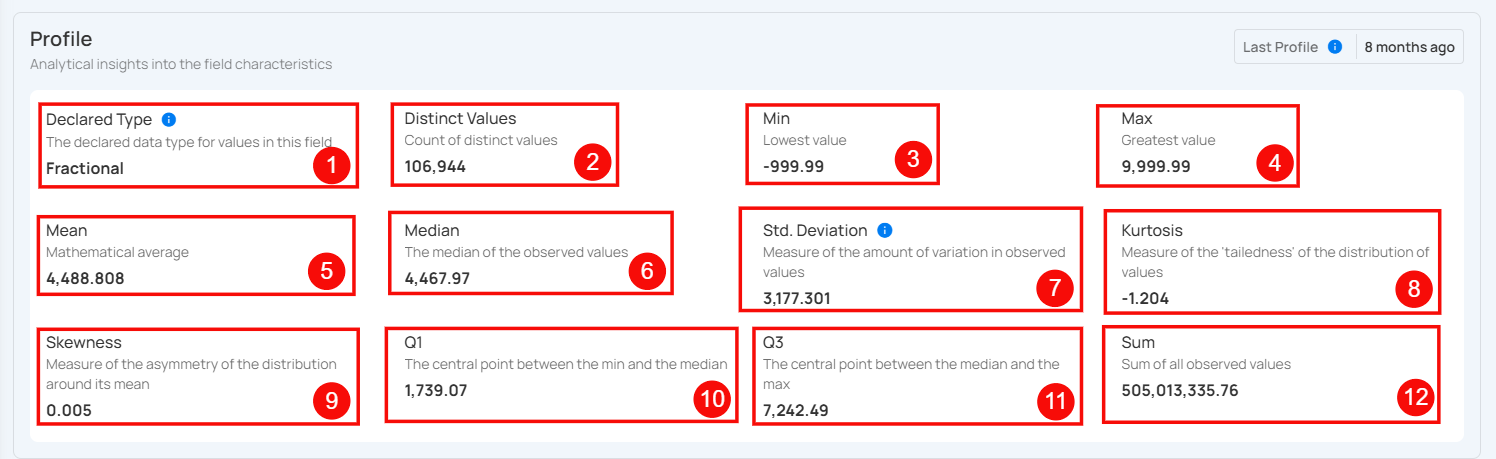 Profile
Analytical insights into the field characteristics
Last Profile 8 months ago
Declared Type
The declared data type for values in this field
Fractional
1
Distinct Values
Count of distinct values
106,944
2
Min
Lowest value
-999.99
3
Max
Greatest value
9,999.99
4
Mean
Mathematical average
4,488.808
5
Median
The median of the observed values
4,467.97
6
Std. Deviation
Measure of the amount of variation in observed
values
3,177.301
7
Kurtosis
Measure of the 'tailedness' of the distribution of
values
-1.204
8
Skewness
Measure of the asymmetry of the distribution
around its mean
0.005
9
Q1
The central point between the min and the median
1,739.07
10
Q3
The central point between the median and the
max
7,242.49
11
Sum
Sum of all observed values
505,013,335.76
12